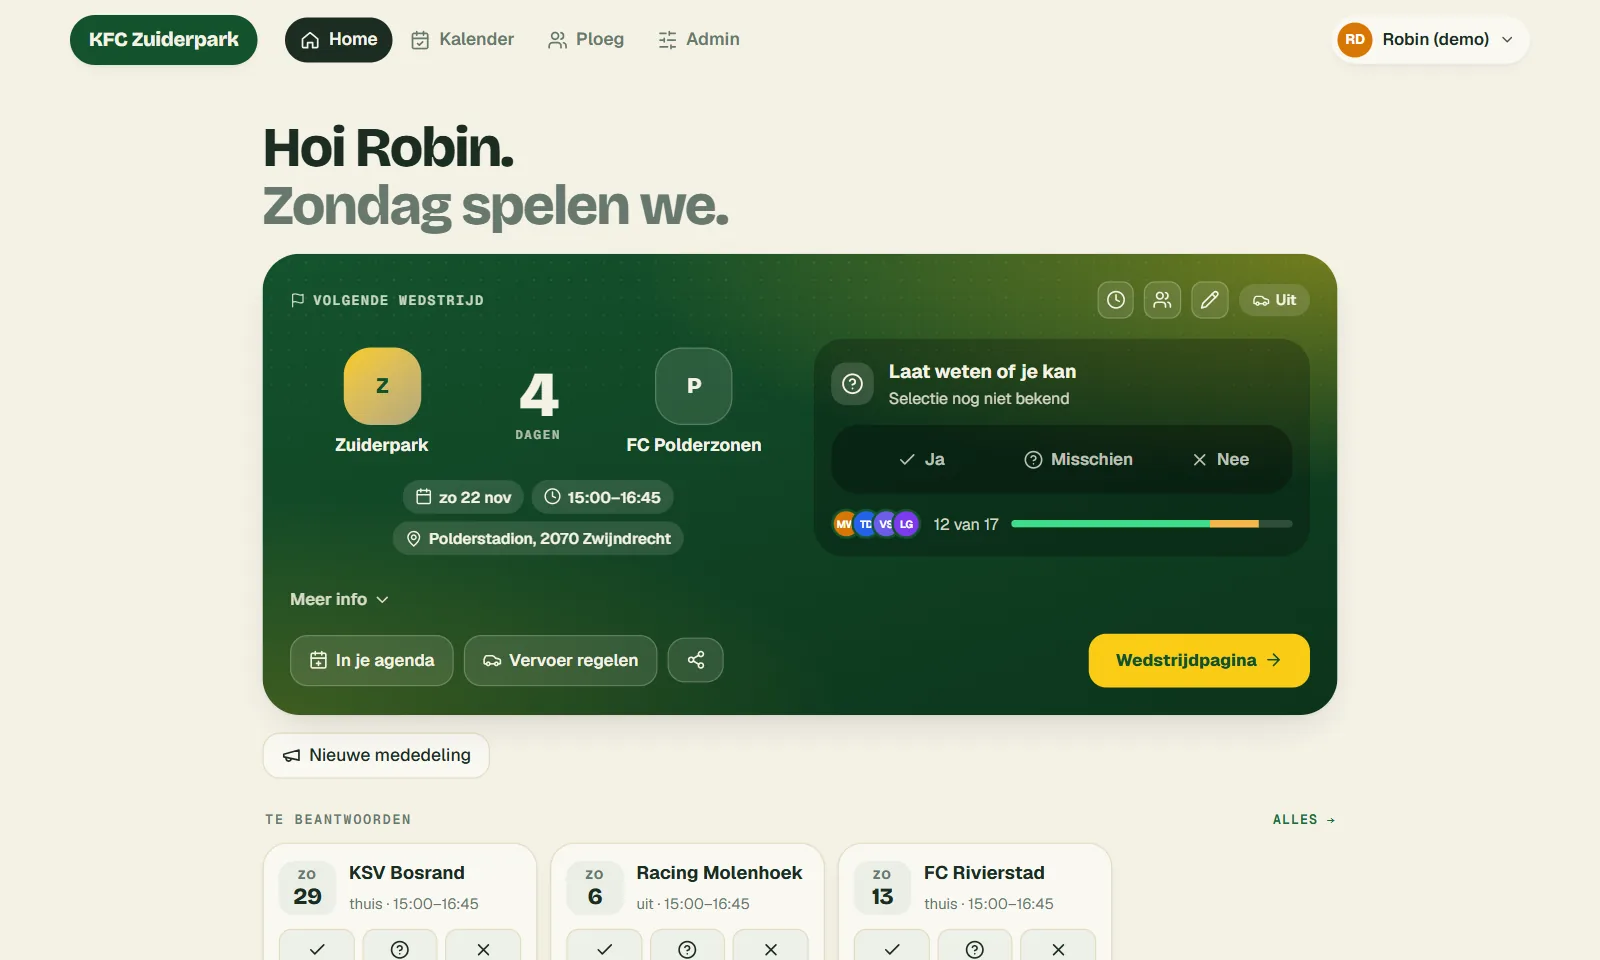 KFC Zuiderpark
Home
Kalender
Ploeg
Admin
RD
Robin (demo)
Hoi Robin.
Zondag spelen we.
VOLGENDE WEDSTRIJD
Uit
Z
4
DAGEN
P
Zuiderpark
FC Polderzonen
zo 22 nov
15:00–16:45
Polderstadion, 2070 Zwijndrecht
Laat weten of je kan
Selectie nog niet bekend
Ja
Misschien
Nee
MV
TD
VS
LG
12 van 17
Meer info
In je agenda
Vervoer regelen
Wedstrijdpagina →
Nieuwe mededeling
TE BEANTWOORDEN
ALLES →
ZO
29
KSV Bosrand
thuis · 15:00–16:45
ZO
6
Racing Molenhoek
uit · 15:00–16:45
ZO
13
FC Rivierstad
thuis · 15:00–16:45